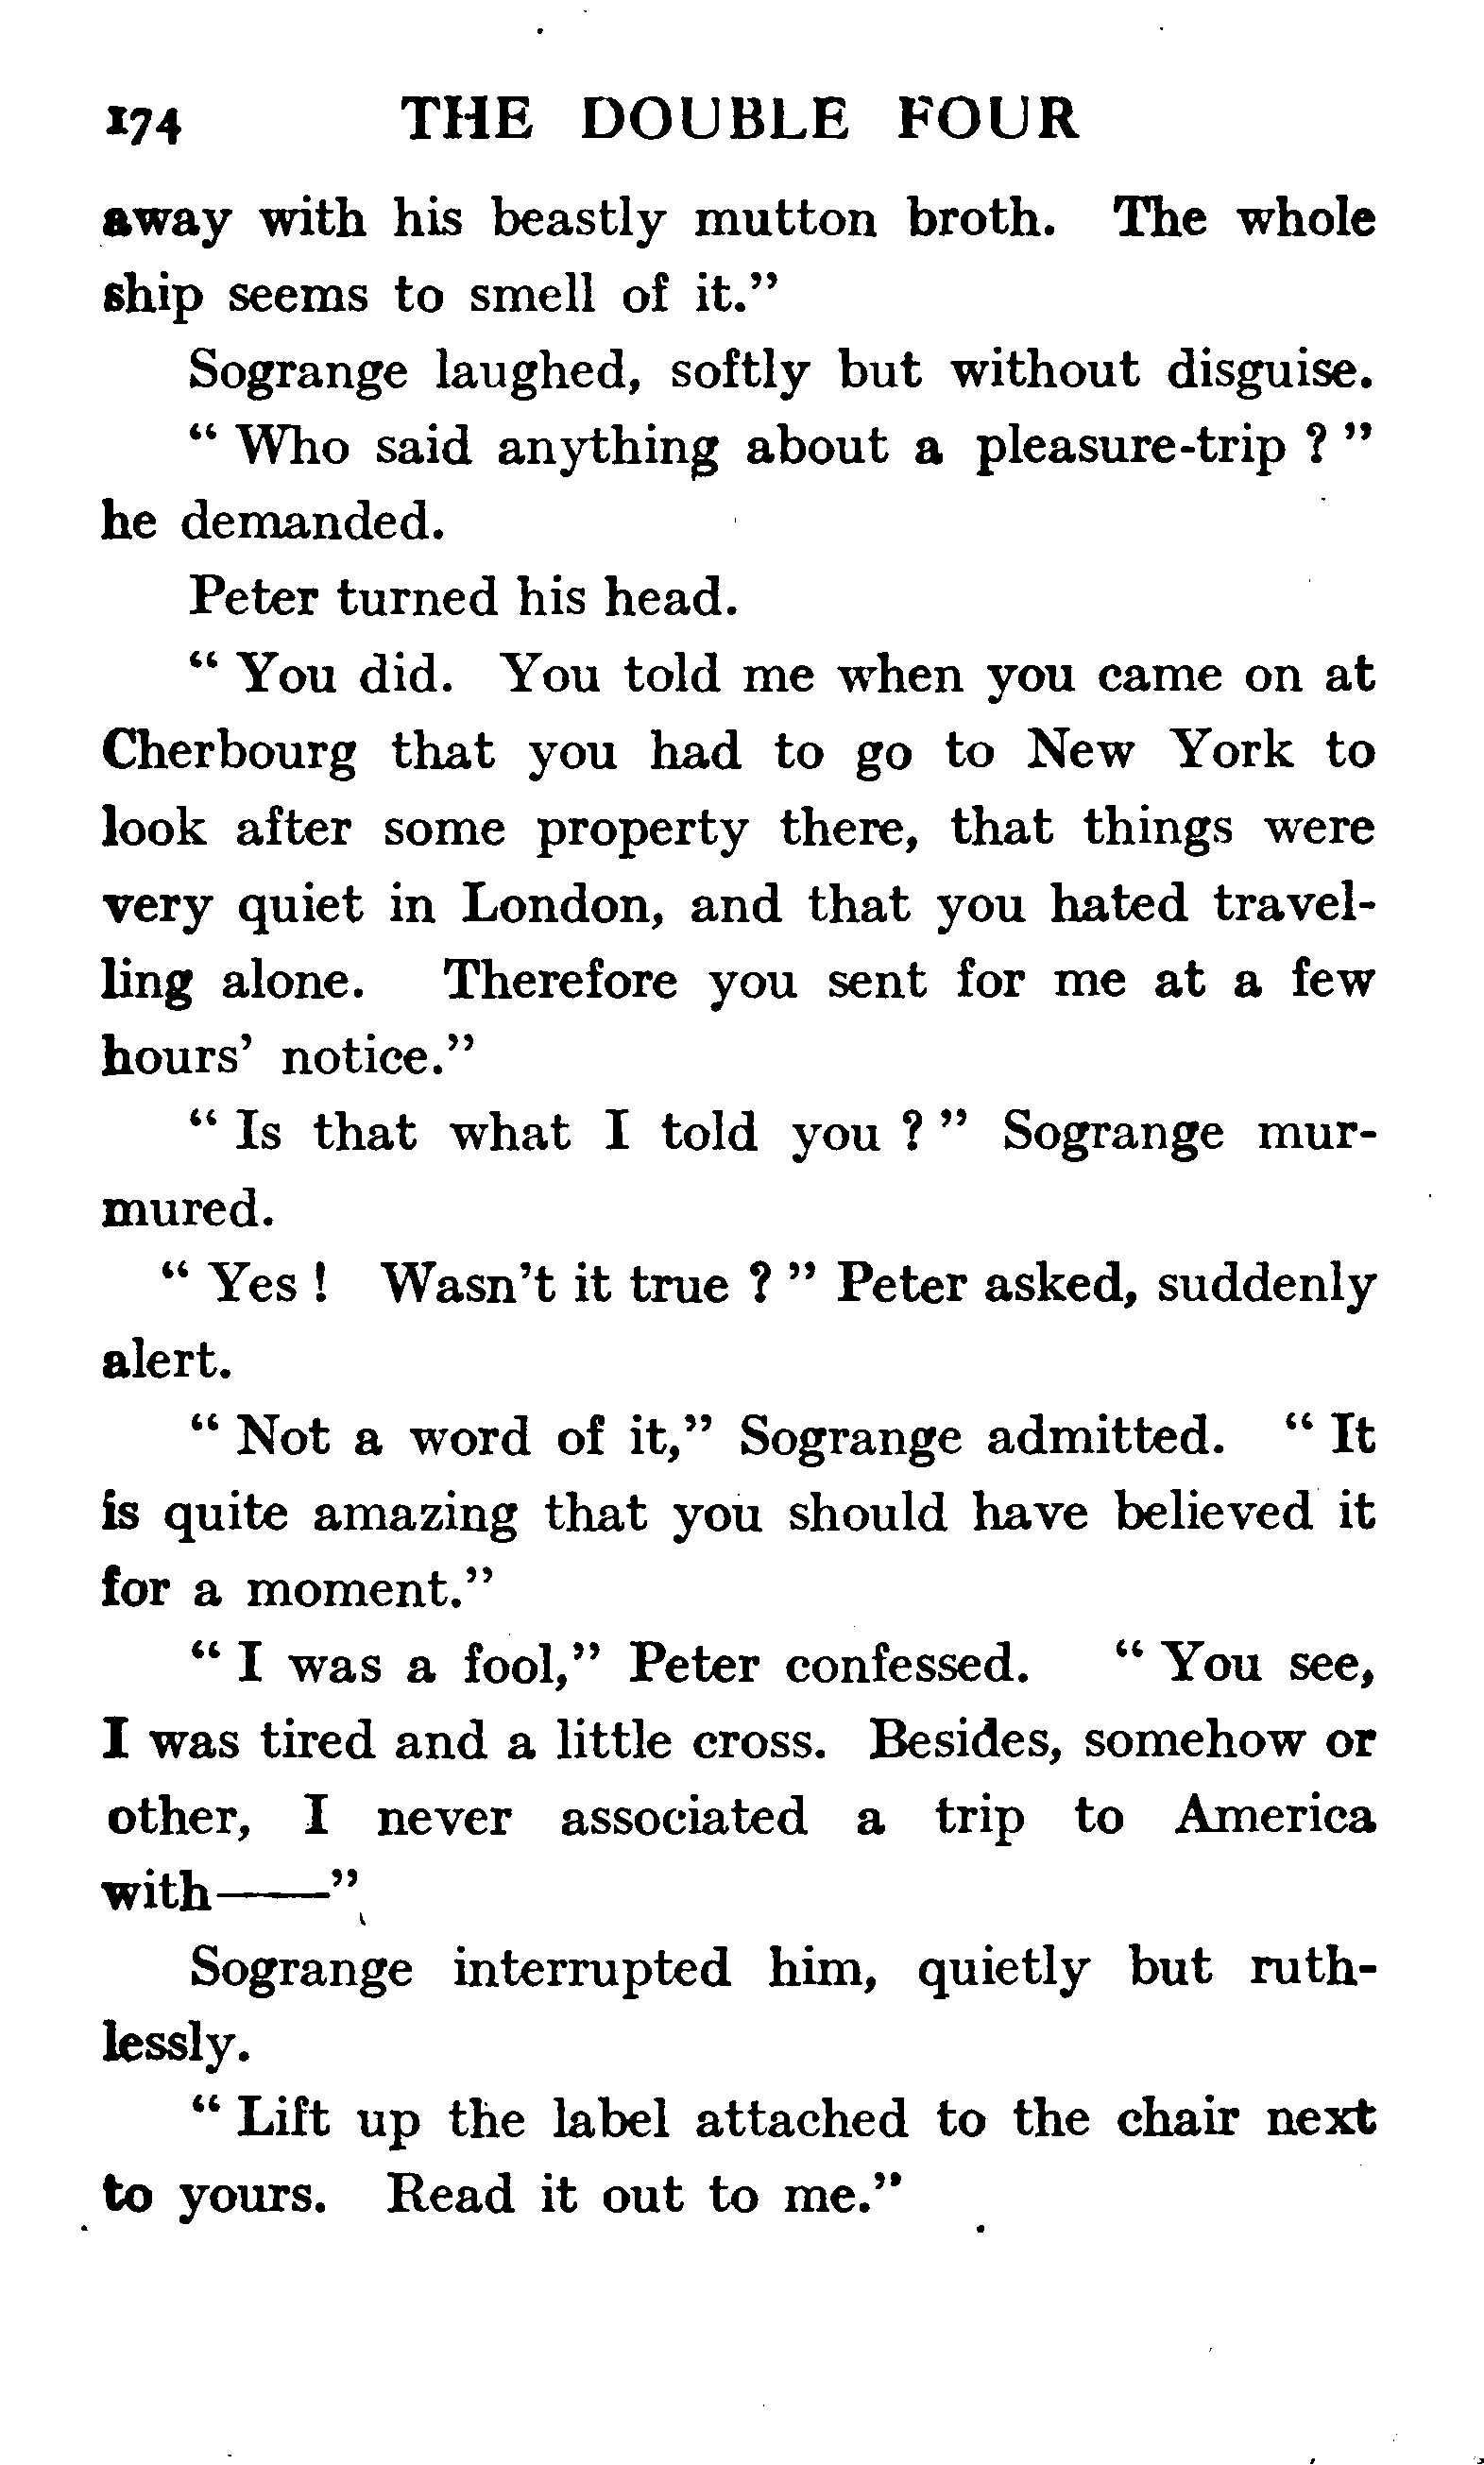 174 THE DOUBLE FOUR
away with his beastly mutton broth. The whole
ship seems to smell of it."
Sogrange laughed, softly but without disguise.
" Who said anything about a pleasure-trip ? "
he demanded.
Peter turned his head.
" You did. You told me when you came on at
Cherbourg that you had to go to New York to
look after some property there, that things were
very quiet in London, and that you hated travel-
ling alone. Therefore you sent for me at a few
hours' notice."
" Is that what I told you ? " Sogrange mur-
mured.
" Yes ! Wasn't it true ? " Peter asked, suddenly
alert.
" Not a word of it," Sogrange admitted. " It
is quite amazing that you should have believed it
for a moment."
" I was a fool," Peter confessed. " You see,
I was tired and a little cross. Besides, somehow or
other, I never associated a trip to America
with——"
Sogrange interrupted him, quietly but ruth-
lessly.
" Lift up the label attached to the chair next
to yours. Read it out to me."